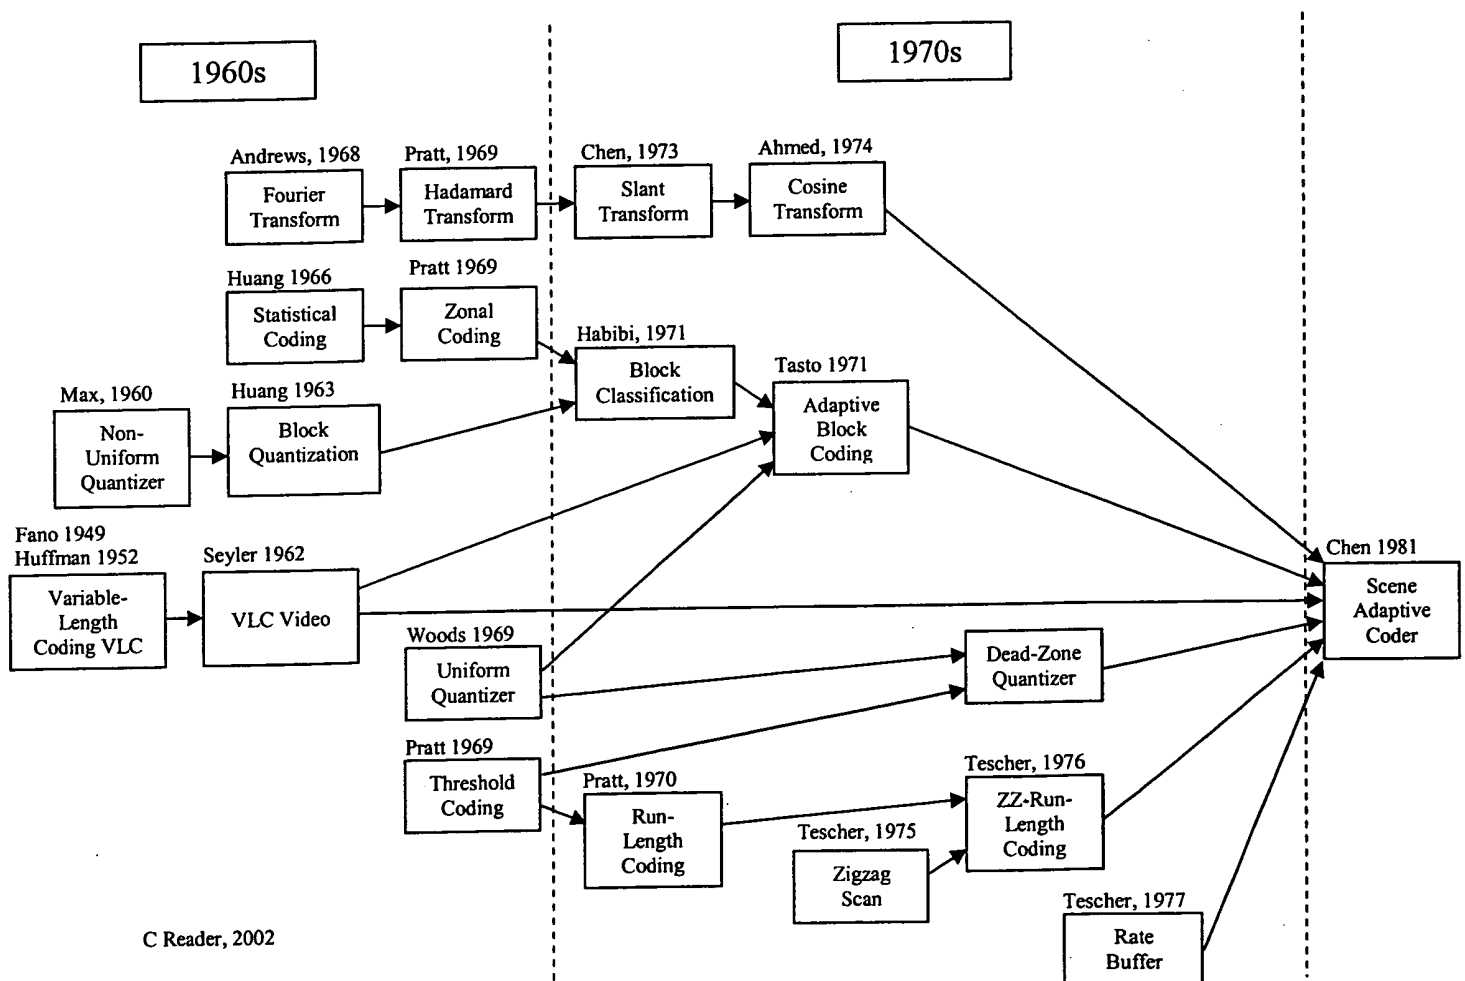 1960s
1970s
Andrews, 1968
Fourier
Transform
Pratt, 1969
Hadamard
Transform
Chen, 1973
Slant
Transform
Ahmed, 1974
Cosine
Transform
Huang 1966
Statistical
Coding
Pratt 1969
Zonal
Coding
Habibi, 1971
Block
Classification
Tasto 1971
Adaptive
Block
Coding
Max, 1960
Non-
Uniform
Quantizer
Huang 1963
Block
Quantization
Fano 1949
Huffman 1952
Variable-
Length
Coding VLC
Seyler 1962
VLC Video
Chen 1981
Scene
Adaptive
Coder
Woods 1969
Uniform
Quantizer
Dead-Zone
Quantizer
Pratt 1969
Threshold
Coding
Pratt, 1970
Run-
Length
Coding
Tescher, 1976
ZZ-Run-
Length
Coding
Tescher, 1975
Zigzag
Scan
Tescher, 1977
Rate
Buffer
C Reader, 2002